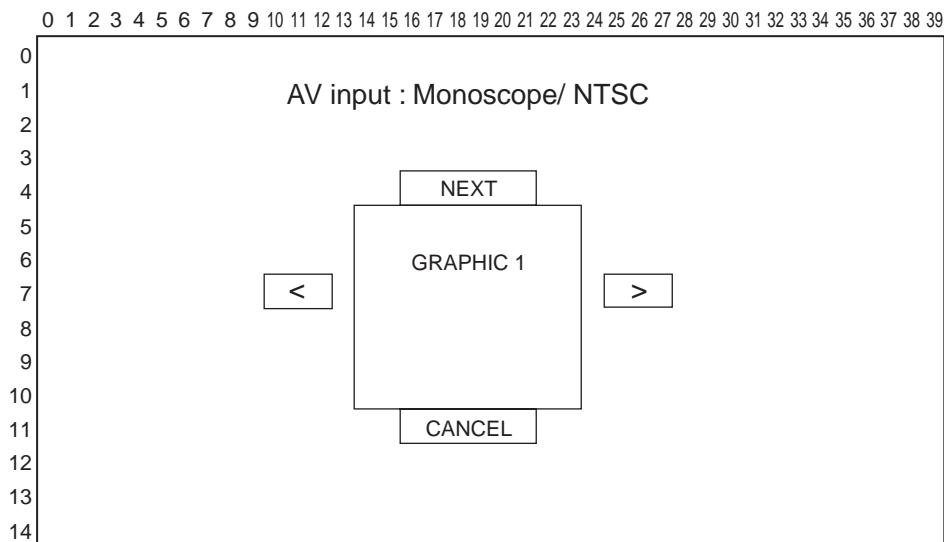 0 1 2 3 4 5 6 7 8 9 10 11 12 13 14 15 16 17 18 19 20 21 22 23 24 25 26 27 28 29 30 31 32 33 34 35 36 37 38 39
0
1 AV input : Monoscope/ NTSC
2
3
4 NEXT
5
6 GRAPHIC 1
7 < >
8
9
10
11 CANCEL
12
13
14